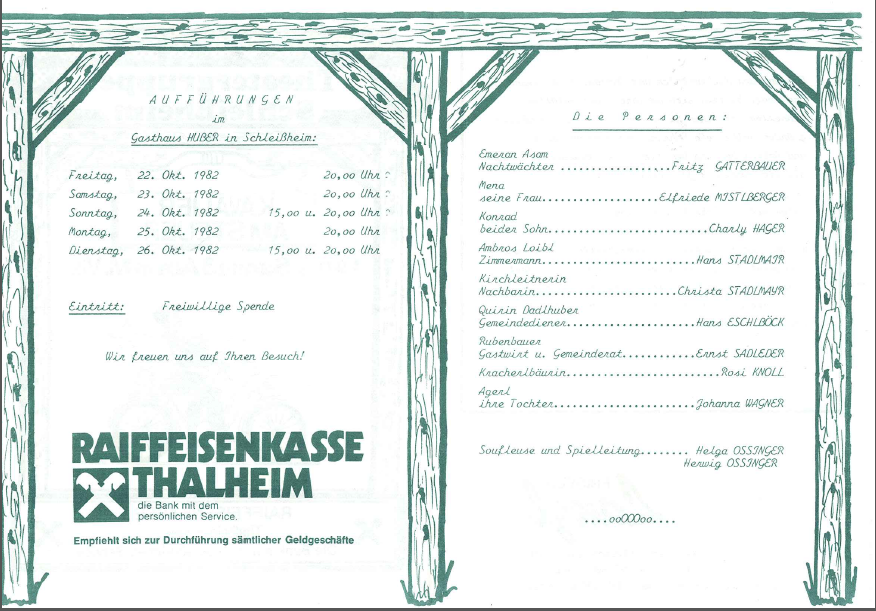 AUFFÜHRUNGEN
im
Gasthaus HUBER in Schleißheim:
Freitag, 22. Okt. 1982 20,00 Uhr
Samstag, 23. Okt. 1982 20,00 Uhr
Sonntag, 24. Okt. 1982 15,00 u. 20,00 Uhr
Montag, 25. Okt. 1982 20,00 Uhr
Dienstag, 26. Okt. 1982 15,00 u. 20,00 Uhr
Eintritt: Freiwillige Spende
Wir freuen uns auf Ihren Besuch!
RAIFFEISENKASSE
THALHEIM
die Bank mit dem
persönlichen Service.
Empfiehlt sich zur Durchführung sämtlicher Geldgeschäfte
Die Personen:
Emeran Asam
Nachtwächter ...................Fritz GATTERBAUER
Mena
seine Frau....................Elfriede MISTLBERGER
Konrad
beider Sohn...........................Charly HAGER
Ambros Loibl
Zimmermann..........................Hans STADLMAIR
Kirchleitnerin
Nachbarin........................Christa STADLMAYR
Quirin Dadlhuber
Gemeindediener......................Hans ESCHLBÖCK
Rubenbauer
Gastwirt u. Gemeinderat............Ernst SADLEDER
Kracherlbäurin..........................Rosi KNOLL
Agerl
ihre Tochter........................Johanna WAGNER
Soufleuse und Spielleitung........ Helga OSSINGER
Herwig OSSINGER
....ooOOOoo....